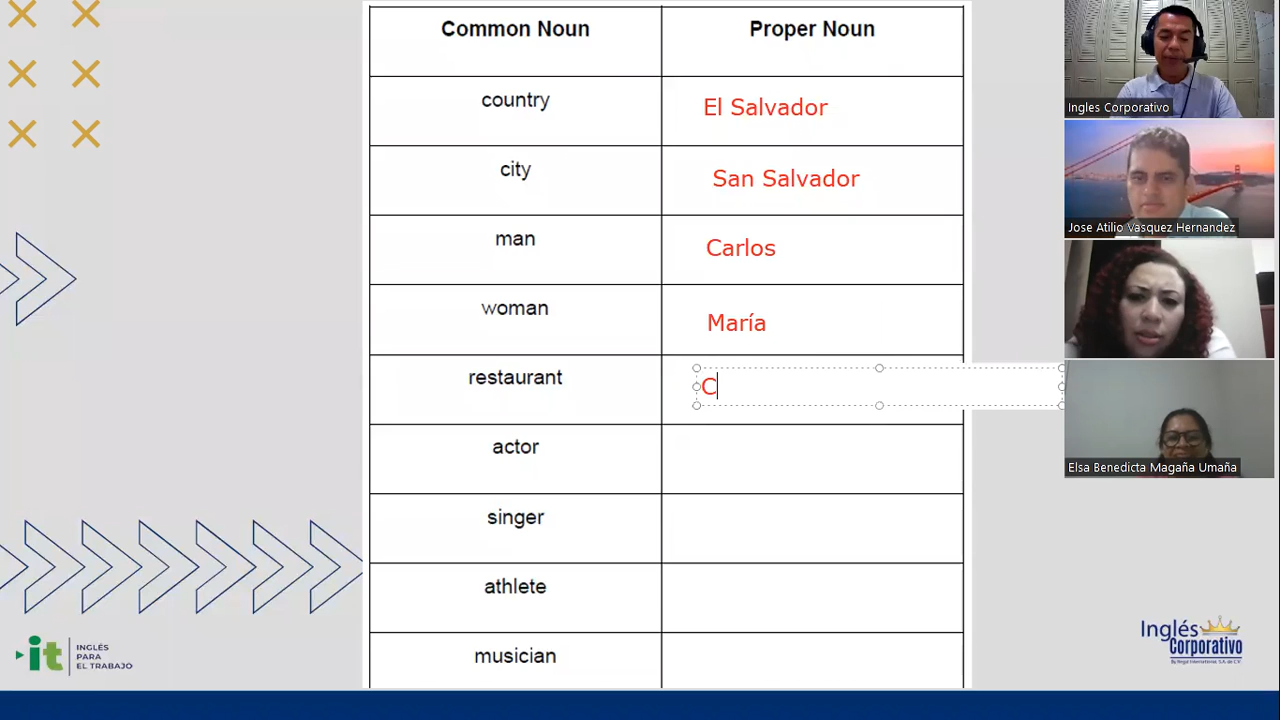 Common Noun Proper Noun
country El Salvador
city San Salvador
man Carlos
woman María
restaurant C
actor
singer
athlete
musician
Ingles Corporativo
Jose Atilio Vasquez Hernandez
Elsa Benedicta Magaña Umaña
it INGLÉS
PARA
EL TRABAJO
Inglés
Corporativo